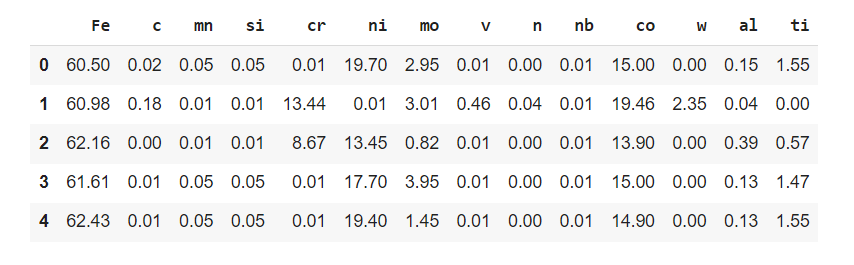 Fe c mn si cr ni mo v n nb co w al ti
0 60.50 0.02 0.05 0.05 0.01 19.70 2.95 0.01 0.00 0.01 15.00 0.00 0.15 1.55
1 60.98 0.18 0.01 0.01 13.44 0.01 3.01 0.46 0.04 0.01 19.46 2.35 0.04 0.00
2 62.16 0.00 0.01 0.01 8.67 13.45 0.82 0.01 0.00 0.01 13.90 0.00 0.39 0.57
3 61.61 0.01 0.05 0.05 0.01 17.70 3.95 0.01 0.00 0.01 15.00 0.00 0.13 1.47
4 62.43 0.01 0.05 0.05 0.01 19.40 1.45 0.01 0.00 0.01 14.90 0.00 0.13 1.55